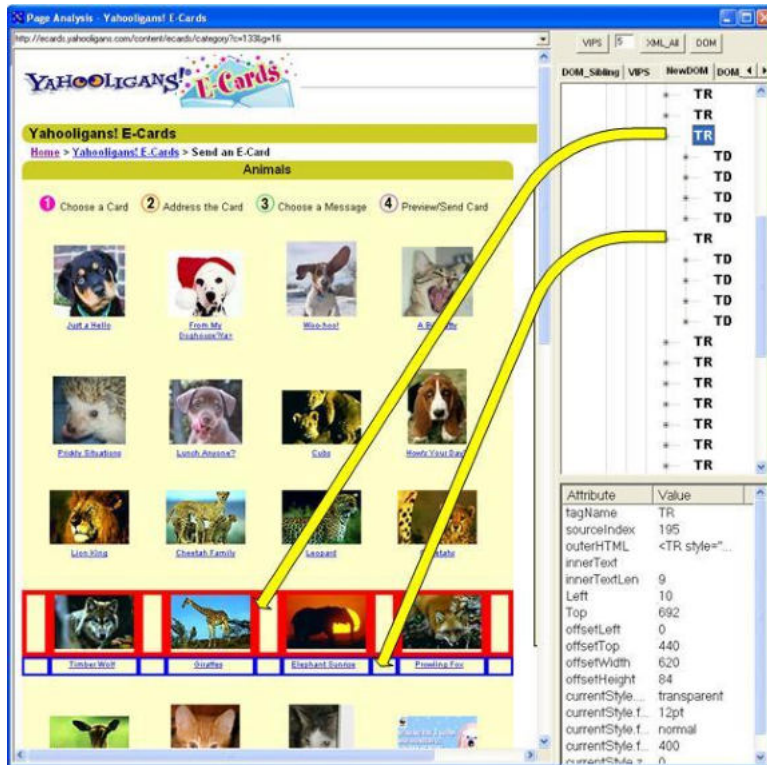 Page Analysis - Yahooligans! E-Cards
http://ecards.yahooligans.com/content/ecards/category?c=133&g=16
YAHOOLIGANS! E-Cards
Yahooligans! E-Cards
Home > Yahooligans! E-Cards > Send an E-Card
Animals
1 Choose a Card 2 Address the Card 3 Choose a Message 4 Preview/Send Card
Just a Hello From My Woo-hoo!
Prickly Situations Lunch Anyone? Cubs How's Your Day?
Lion King Cheetah Family Leopard
Timber Wolf Giraffes Elephant Sunrise Prowling Fox
VIPS 5 XML_All DOM
DOM_Sibling VIPS NewDOM DOM_
TR
TR
TR
TD
TD
TD
TD
TR
TD
TD
TD
TD
TR
TR
TR
TR
TR
TR
TR
Attribute Value
tagName TR
sourceIndex 195
outerHTML <TR style="...
innerText
innerTextLen 9
Left 10
Top 692
offsetLeft 0
offsetTop 440
offsetWidth 620
offsetHeight 84
currentStyle.... transparent
currentStyle.f... 12pt
currentStyle.f... normal
currentStyle.f... 400
currentStyle.z... 0